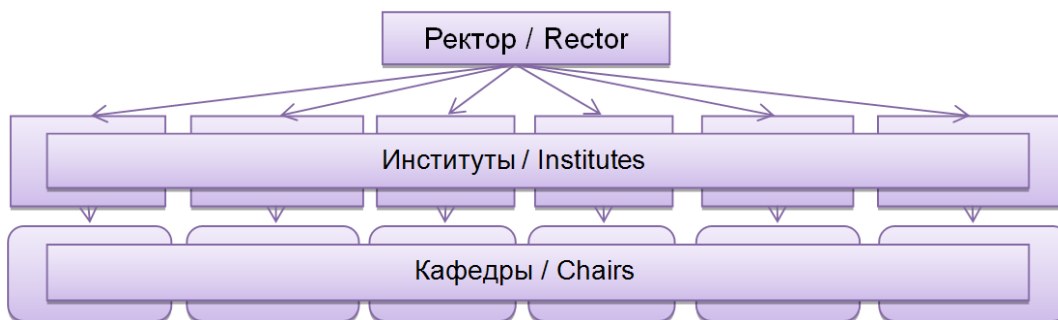 Ректор / Rector
Институты / Institutes
Кафедры / Chairs